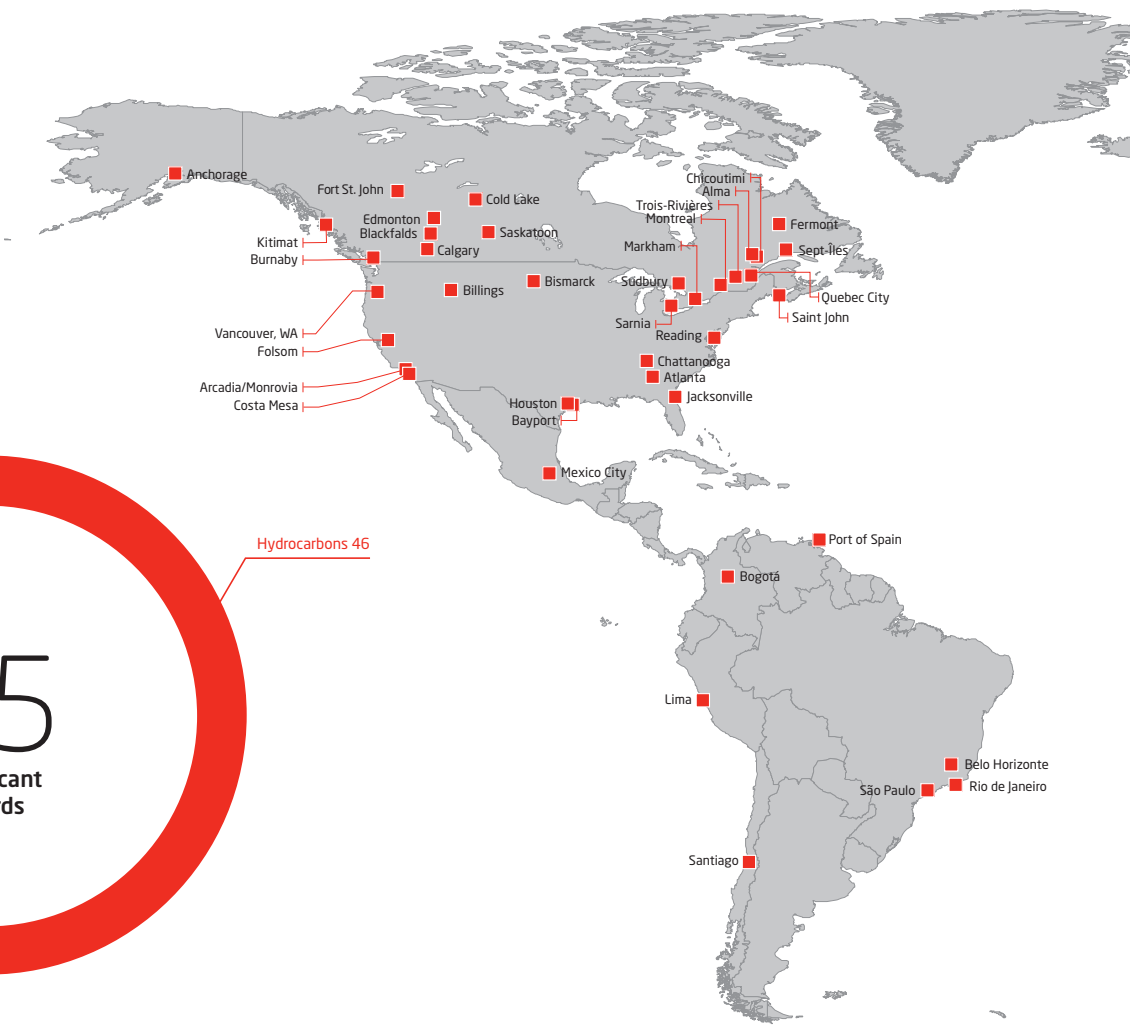 Anchorage
Fort St. John
Cold Lake
Edmonton
Blackfalds
Saskatoon
Calgary
Kitimat
Burnaby
Chicoutimi
Alma
Trois-Rivières
Montreal
Markham
Fermont
Sept-Îles
Sudbury
Quebec City
Saint John
Sarnia
Reading
Billings
Bismarck
Vancouver, WA
Folsom
Arcadia/Monrovia
Costa Mesa
Chattanooga
Atlanta
Jacksonville
Houston
Bayport
Mexico City
Hydrocarbons 46
Port of Spain
Bogotá
5
cant
ds
Lima
Belo Horizonte
Rio de Janeiro
São Paulo
Santiago